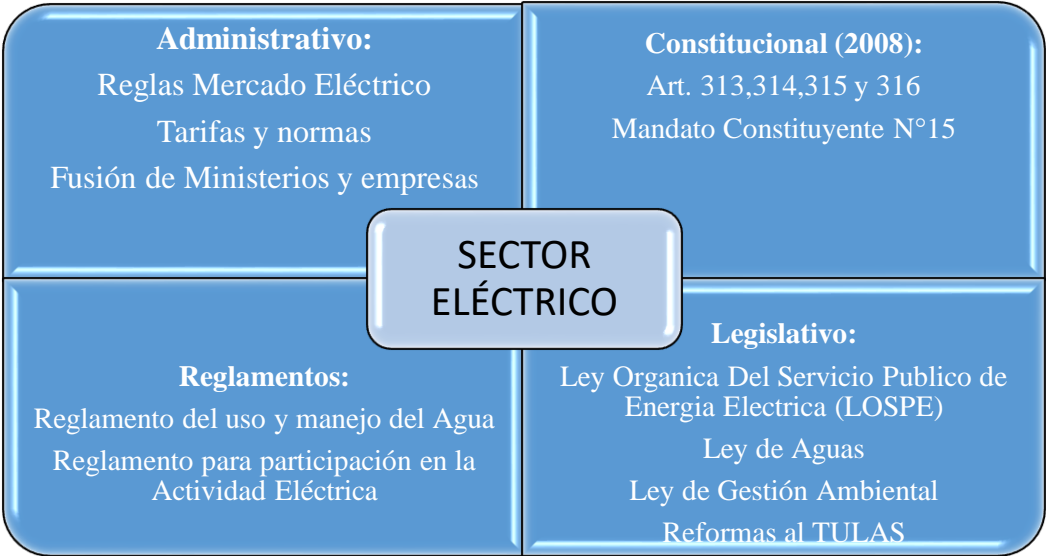 Administrativo:
Reglas Mercado Eléctrico
Tarifas y normas
Fusión de Ministerios y empresas
Constitucional (2008):
Art. 313,314,315 y 316
Mandato Constituyente N°15
SECTOR
ELÉCTRICO
Reglamentos:
Reglamento del uso y manejo del Agua
Reglamento para participación en la
Actividad Eléctrica
Legislativo:
Ley Organica Del Servicio Publico de
Energia Electrica (LOSPE)
Ley de Aguas
Ley de Gestión Ambiental
Reformas al TULAS